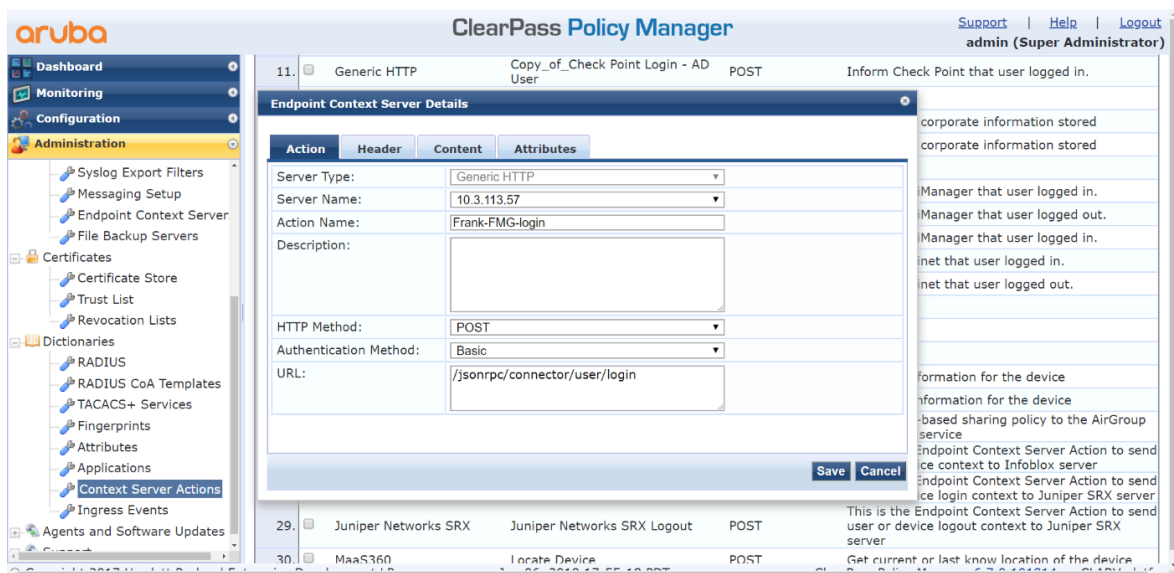 aruba
ClearPass Policy Manager
Support | Help | Logout
admin (Super Administrator)
Dashboard
Monitoring
Configuration
Administration
Syslog Export Filters
Messaging Setup
Endpoint Context Server
File Backup Servers
Certificates
Certificate Store
Trust List
Revocation Lists
Dictionaries
RADIUS
RADIUS CoA Templates
TACACS+ Services
Fingerprints
Attributes
Applications
Context Server Actions
Ingress Events
Agents and Software Updates
11. Generic HTTP Copy_of_Check Point Login - AD User POST Inform Check Point that user logged in.
Endpoint Context Server Details
Action Header Content Attributes
Server Type: Generic HTTP
Server Name: 10.3.113.57
Action Name: Frank-FMG-login
Description:
HTTP Method: POST
Authentication Method: Basic
URL: /jsonrpc/connector/user/login
Save Cancel
corporate information stored
corporate information stored
iManager that user logged in.
iManager that user logged out.
iManager that user logged in.
inet that user logged in.
inet that user logged out.
formation for the device
nformation for the device
-based sharing policy to the AirGroup
service
Endpoint Context Server Action to send
ce context to Infoblox server
Endpoint Context Server Action to send
ce login context to Juniper SRX server
29. Juniper Networks SRX Juniper Networks SRX Logout POST This is the Endpoint Context Server Action to send
user or device logout context to Juniper SRX
server
30. MaaS360 Locate Device POST Get current or last know location of the device